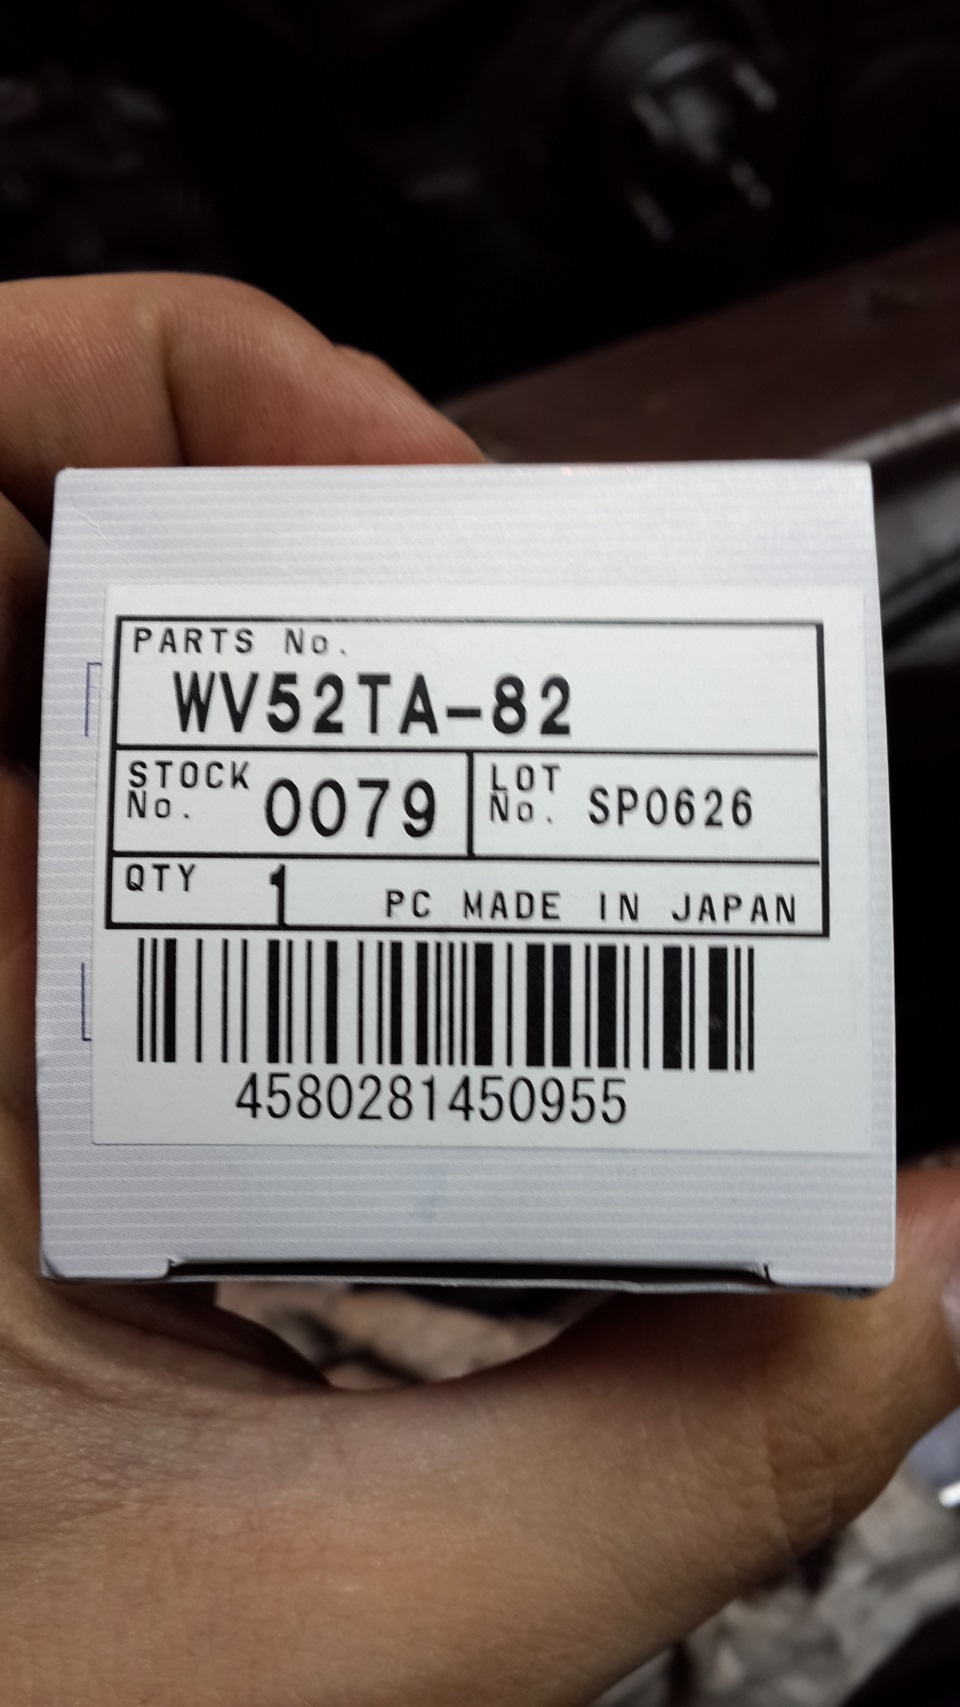 PARTS No.
WV52TA-82
STOCK No. 0079
LOT No. SP0626
QTY 1 PC MADE IN JAPAN
4580281450955